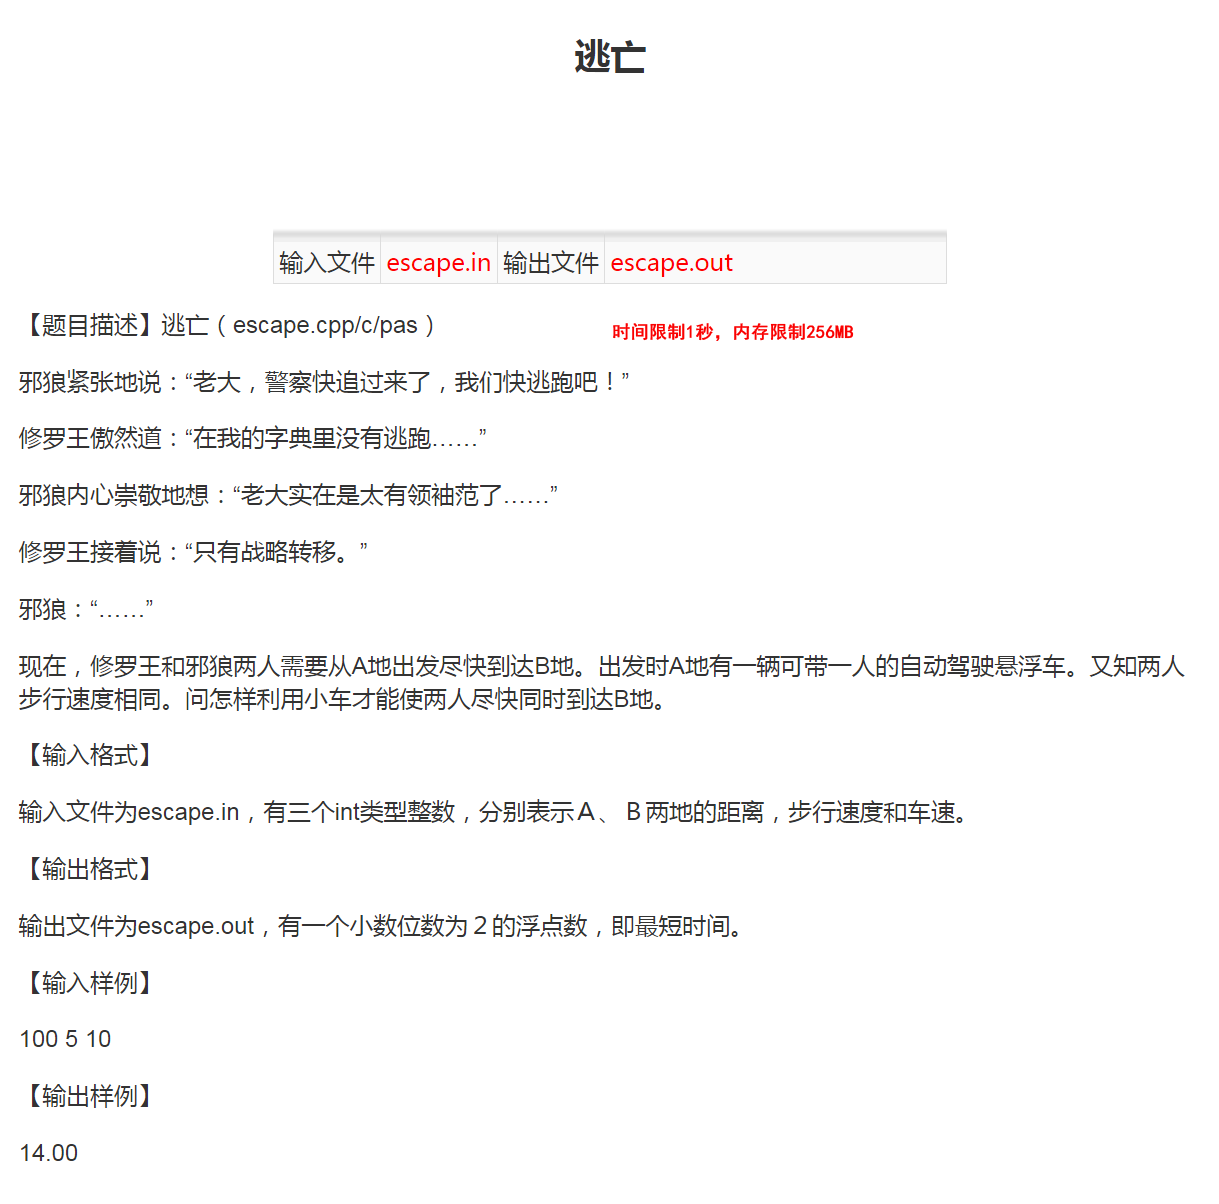 逃亡
输入文件 escape.in 输出文件 escape.out
【题目描述】逃亡（escape.cpp/c/pas）
时间限制1秒，内存限制256MB
邪狼紧张地说：“老大，警察快追过来了，我们快逃跑吧！”
修罗王傲然道：“在我的字典里没有逃跑……”
邪狼内心崇敬地想：“老大实在是太有领袖范了……”
修罗王接着说：“只有战略转移。”
邪狼：“……”
现在，修罗王和邪狼两人需要从A地出发尽快到达B地。出发时A地有一辆可带一人的自动驾驶悬浮车。又知两人
步行速度相同。问怎样利用小车才能使两人尽快同时到达B地。
【输入格式】
输入文件为escape.in，有三个int类型整数，分别表示Ａ、Ｂ两地的距离，步行速度和车速。
【输出格式】
输出文件为escape.out，有一个小数位数为２的浮点数，即最短时间。
【输入样例】
100 5 10
【输出样例】
14.00